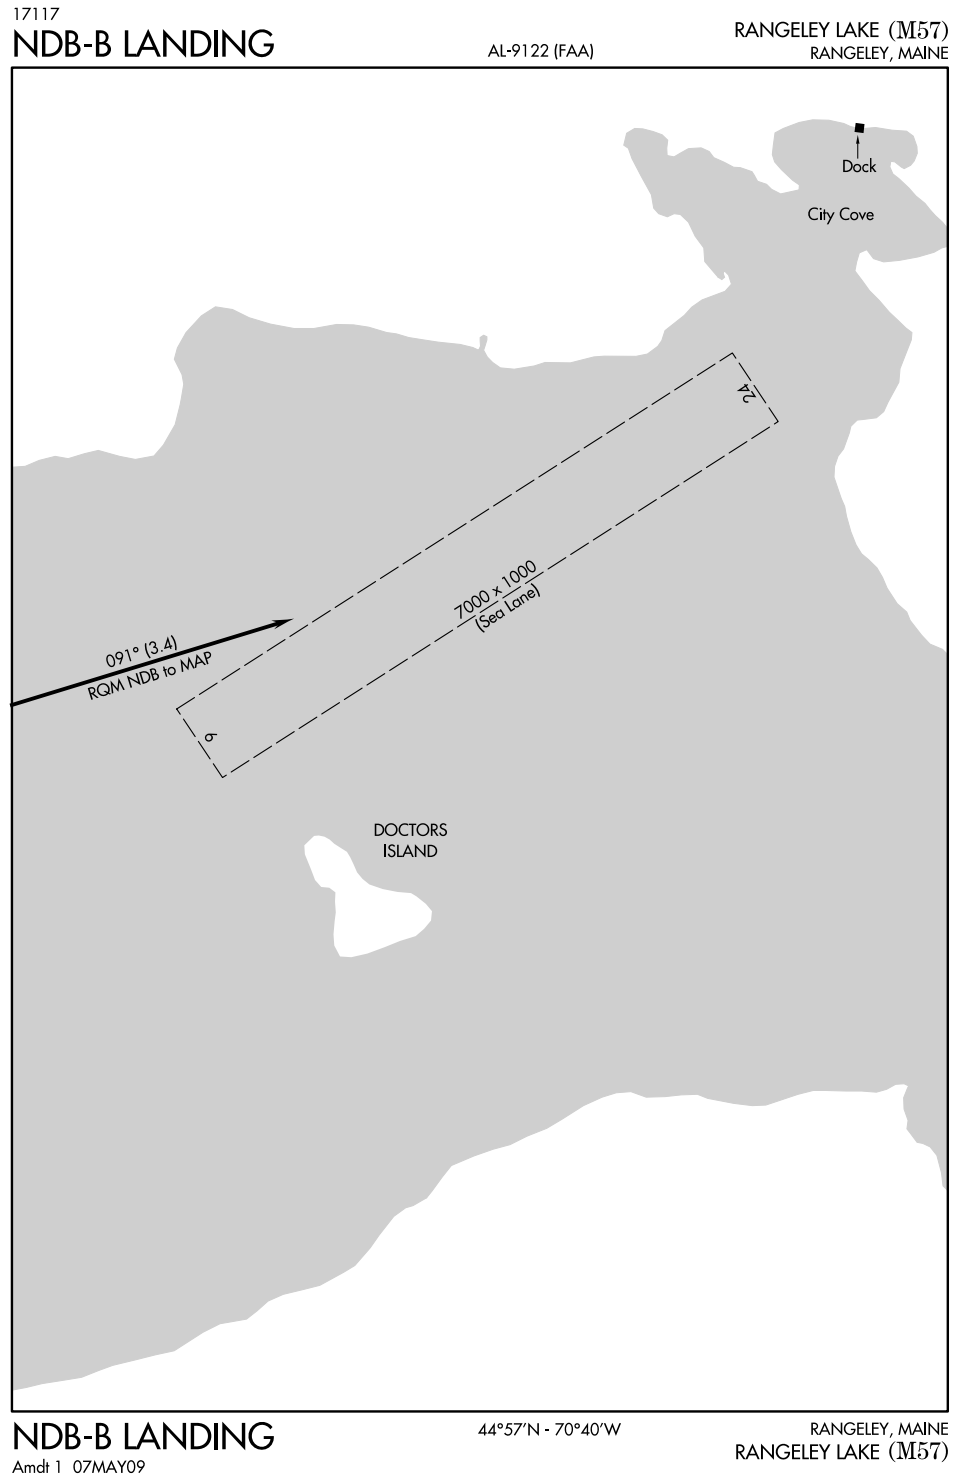 17117
NDB-B LANDING
AL-9122 (FAA)
RANGELEY LAKE (M57)
RANGELEY, MAINE
Dock
City Cove
24
7000 x 1000
(Sea Lane)
091° (3.4)
RQM NDB to MAP
6
DOCTORS
ISLAND
NDB-B LANDING
Amdt 1 07MAY09
44°57'N - 70°40'W
RANGELEY, MAINE
RANGELEY LAKE (M57)